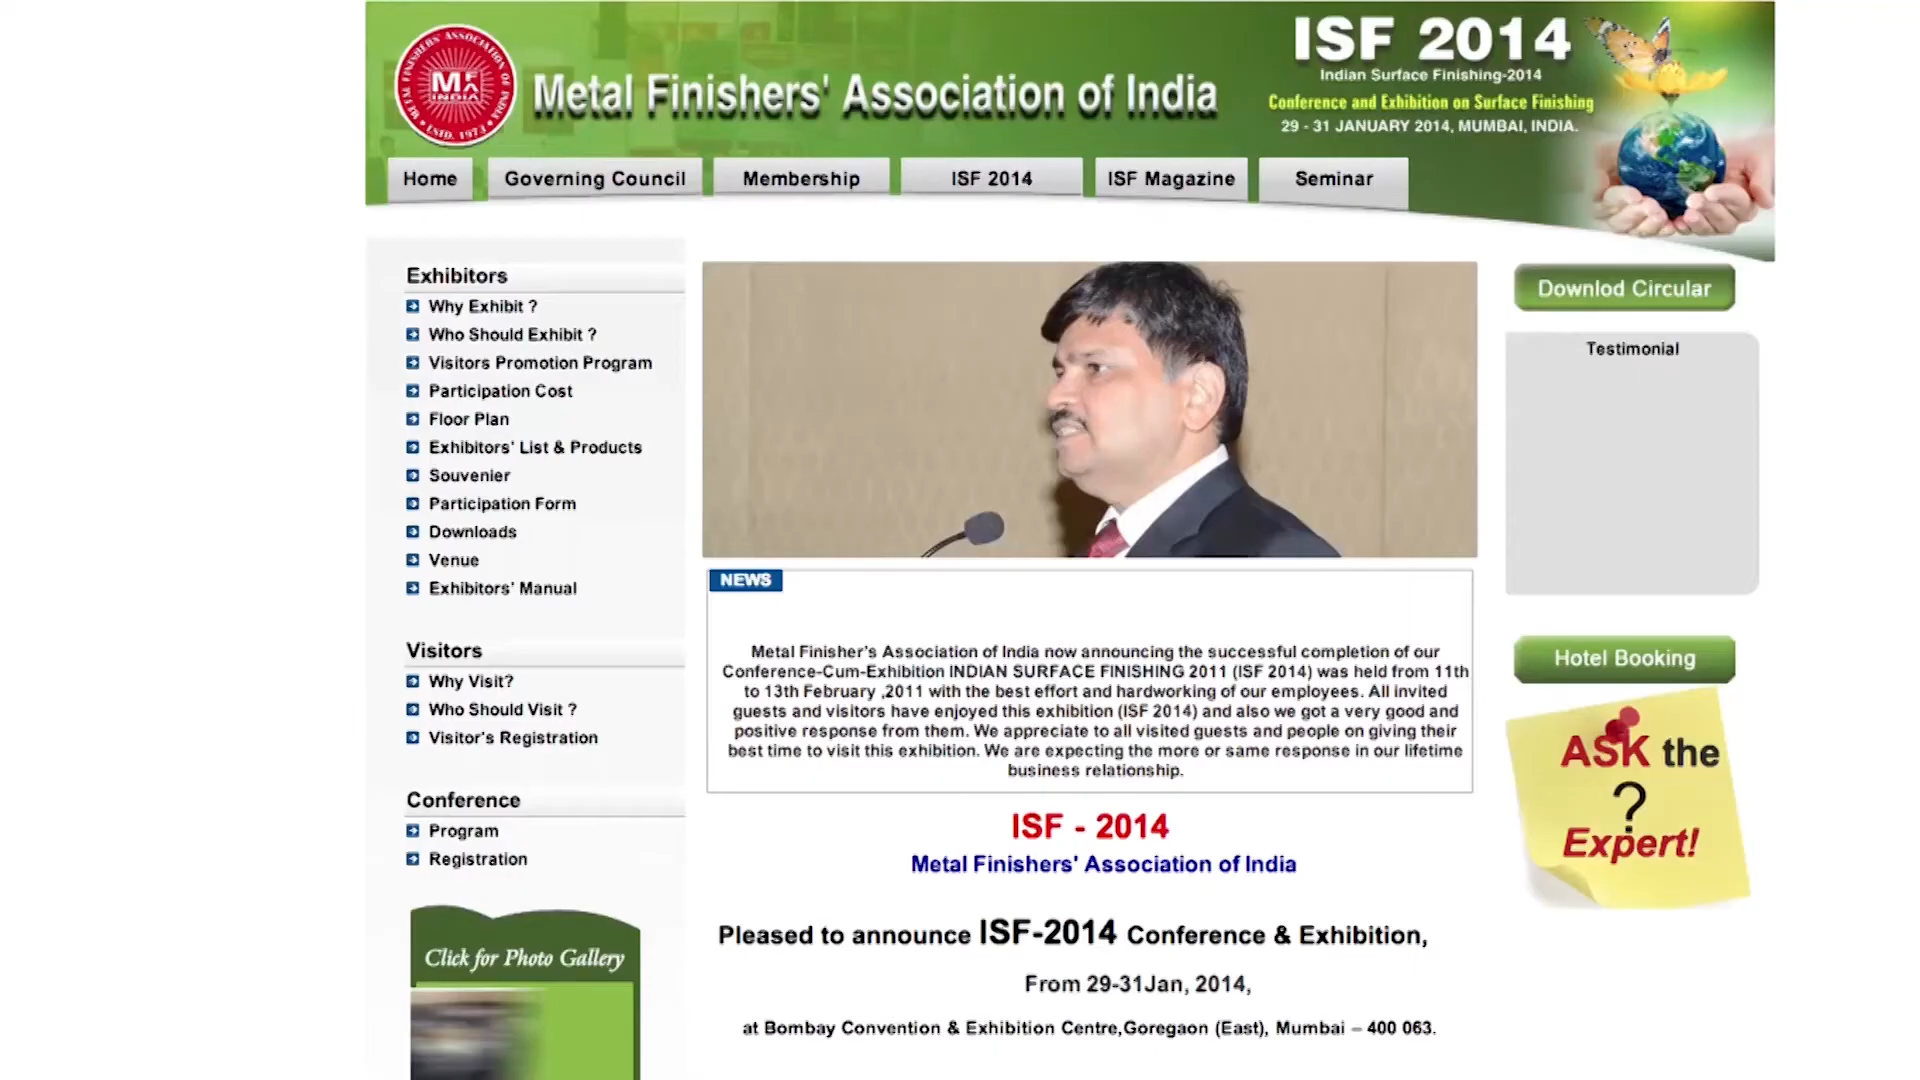 METAL FINISHERS' ASSOCIATION OF INDIA
MFA
INDIA
ESTD. 1973
Metal Finishers' Association of India
ISF 2014
Indian Surface Finishing-2014
Conference and Exhibition on Surface Finishing
29 - 31 JANUARY 2014, MUMBAI, INDIA.
Home
Governing Council
Membership
ISF 2014
ISF Magazine
Seminar
Exhibitors
Why Exhibit ?
Who Should Exhibit ?
Visitors Promotion Program
Participation Cost
Floor Plan
Exhibitors' List & Products
Souvenier
Participation Form
Downloads
Venue
Exhibitors' Manual
Visitors
Why Visit?
Who Should Visit ?
Visitor's Registration
Conference
Program
Registration
Click for Photo Gallery
NEWS
Metal Finisher's Association of India now announcing the successful completion of our
Conference-Cum-Exhibition INDIAN SURFACE FINISHING 2011 (ISF 2014) was held from 11th
to 13th February ,2011 with the best effort and hardworking of our employees. All invited
guests and visitors have enjoyed this exhibition (ISF 2014) and also we got a very good and
positive response from them. We appreciate to all visited guests and people on giving their
best time to visit this exhibition. We are expecting the more or same response in our lifetime
business relationship.
ISF - 2014
Metal Finishers' Association of India
Pleased to announce ISF-2014 Conference & Exhibition,
From 29-31Jan, 2014,
at Bombay Convention & Exhibition Centre,Goregaon (East), Mumbai – 400 063.
Downlod Circular
Testimonial
Hotel Booking
ASK the
?
Expert!